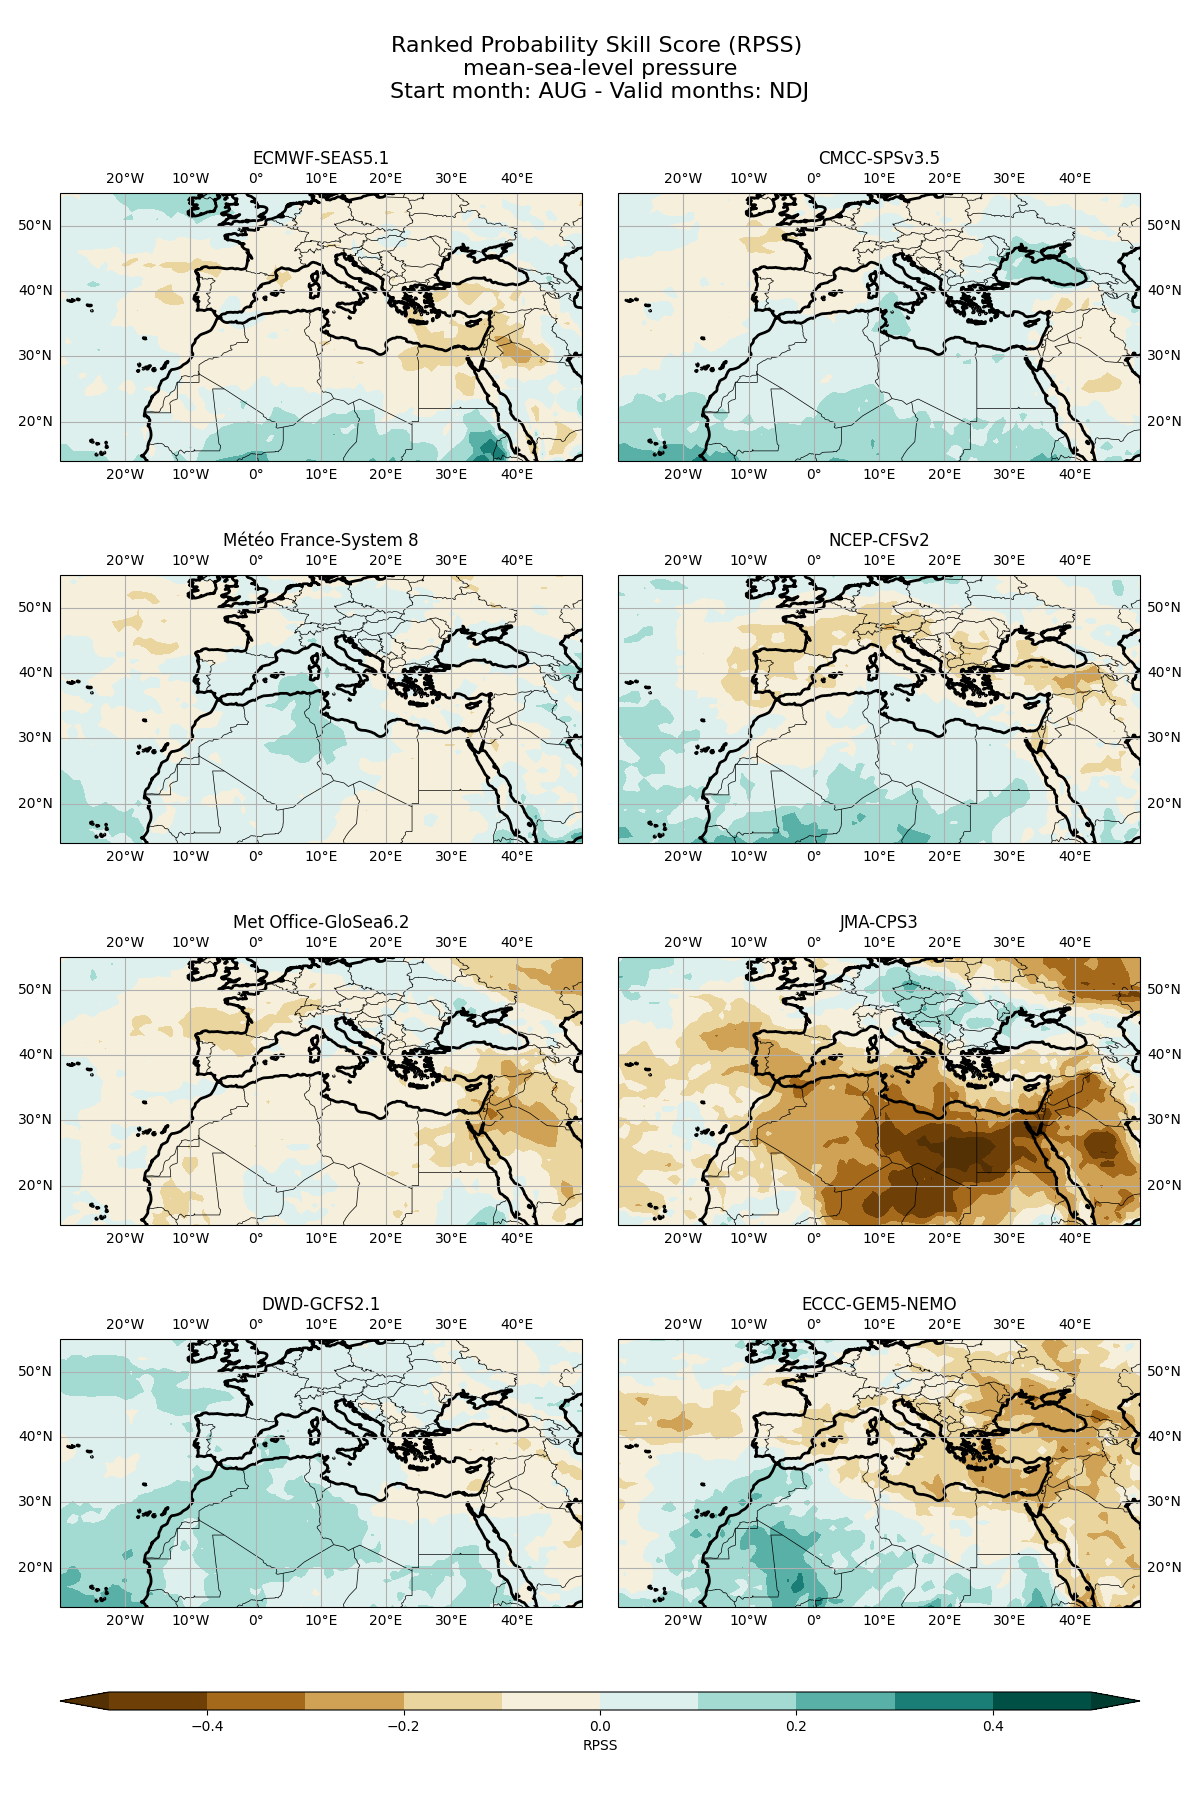 Ranked Probability Skill Score (RPSS)
mean-sea-level pressure
Start month: AUG - Valid months: NDJ
ECMWF-SEAS5.1
CMCC-SPSv3.5
20°W 10°W 0° 10°E 20°E 30°E 40°E
20°W 10°W 0° 10°E 20°E 30°E 40°E
50°N
50°N
40°N
40°N
30°N
30°N
20°N
20°N
20°W 10°W 0° 10°E 20°E 30°E 40°E
20°W 10°W 0° 10°E 20°E 30°E 40°E
Météo France-System 8
NCEP-CFSv2
20°W 10°W 0° 10°E 20°E 30°E 40°E
20°W 10°W 0° 10°E 20°E 30°E 40°E
50°N
50°N
40°N
40°N
30°N
30°N
20°N
20°N
20°W 10°W 0° 10°E 20°E 30°E 40°E
20°W 10°W 0° 10°E 20°E 30°E 40°E
Met Office-GloSea6.2
JMA-CPS3
20°W 10°W 0° 10°E 20°E 30°E 40°E
20°W 10°W 0° 10°E 20°E 30°E 40°E
50°N
50°N
40°N
40°N
30°N
30°N
20°N
20°N
20°W 10°W 0° 10°E 20°E 30°E 40°E
20°W 10°W 0° 10°E 20°E 30°E 40°E
DWD-GCFS2.1
ECCC-GEM5-NEMO
20°W 10°W 0° 10°E 20°E 30°E 40°E
20°W 10°W 0° 10°E 20°E 30°E 40°E
50°N
50°N
40°N
40°N
30°N
30°N
20°N
20°N
20°W 10°W 0° 10°E 20°E 30°E 40°E
20°W 10°W 0° 10°E 20°E 30°E 40°E
−0.4 −0.2 0.0 0.2 0.4
RPSS